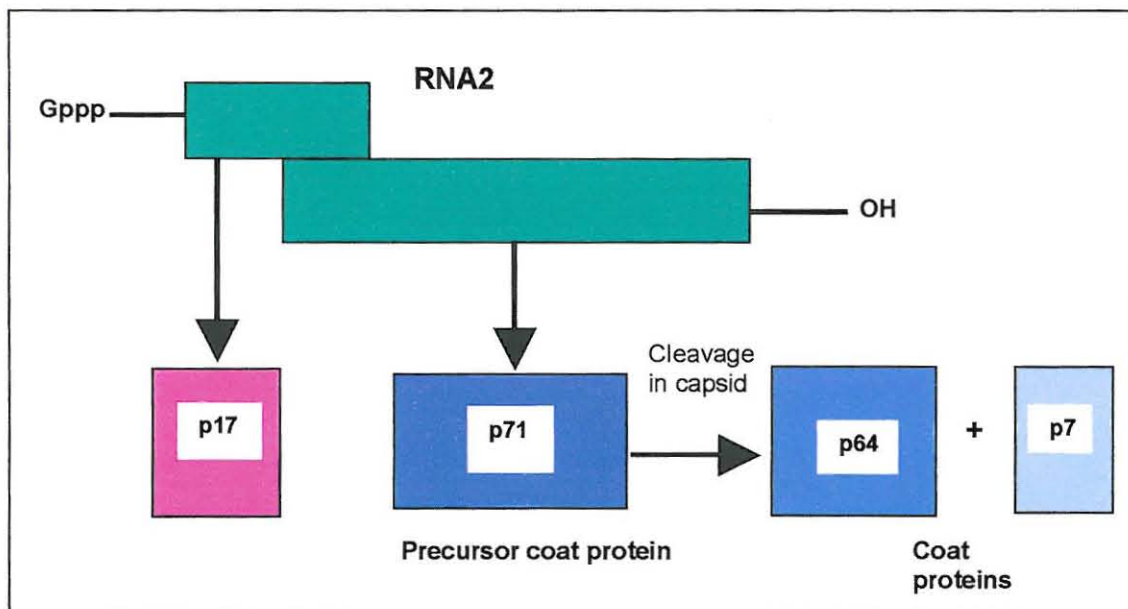 RNA2
Gppp
OH
p17
p71
Cleavage
in capsid
p64
+
p7
Precursor coat protein
Coat
proteins